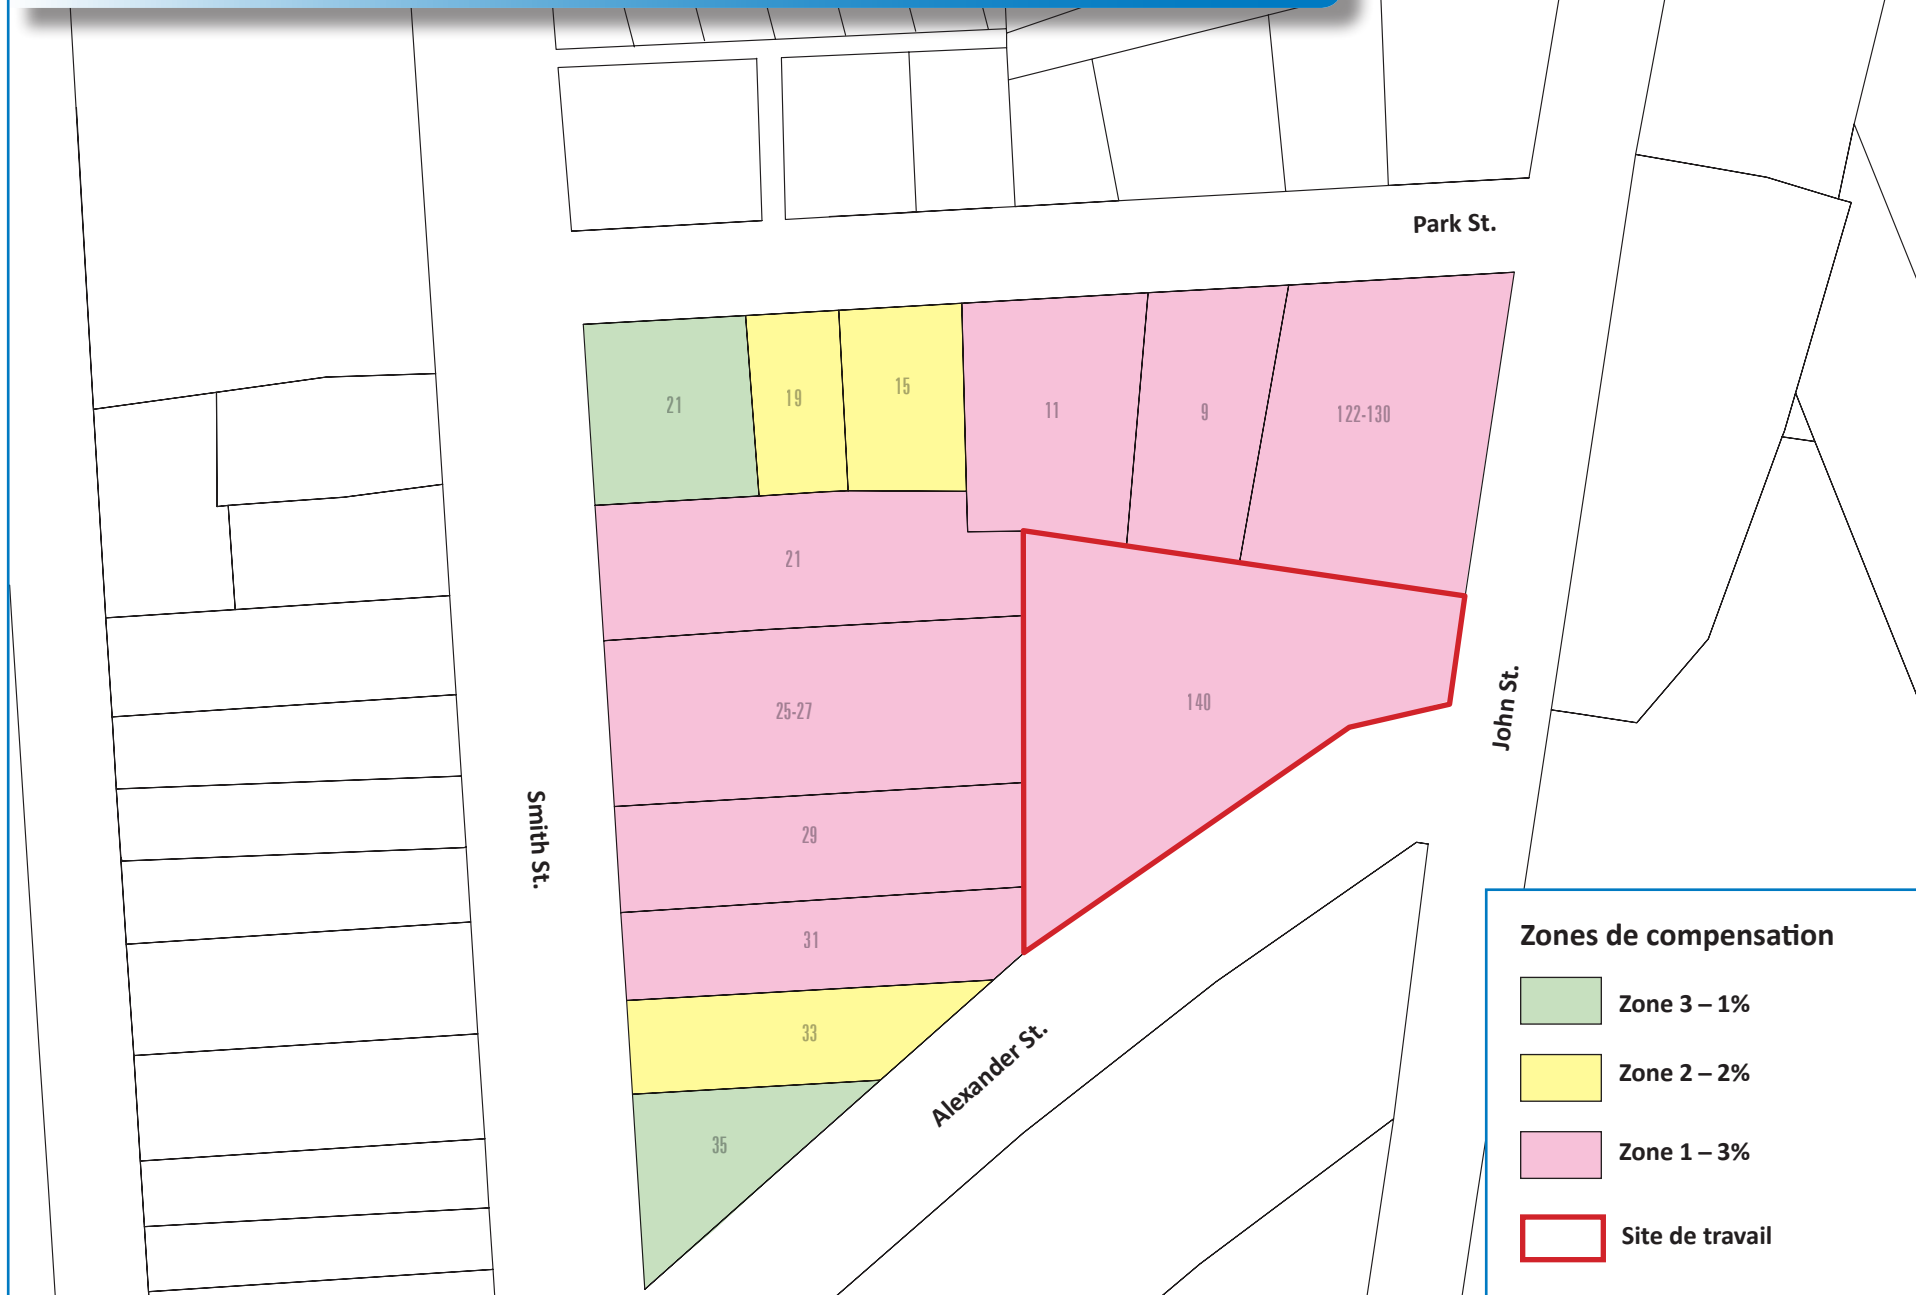 Park St.
21
19
15
11
9
122-130
21
25-27
140
John St.
Smith St.
29
31
33
Alexander St.
35
Zones de compensation
Zone 3 – 1%
Zone 2 – 2%
Zone 1 – 3%
Site de travail